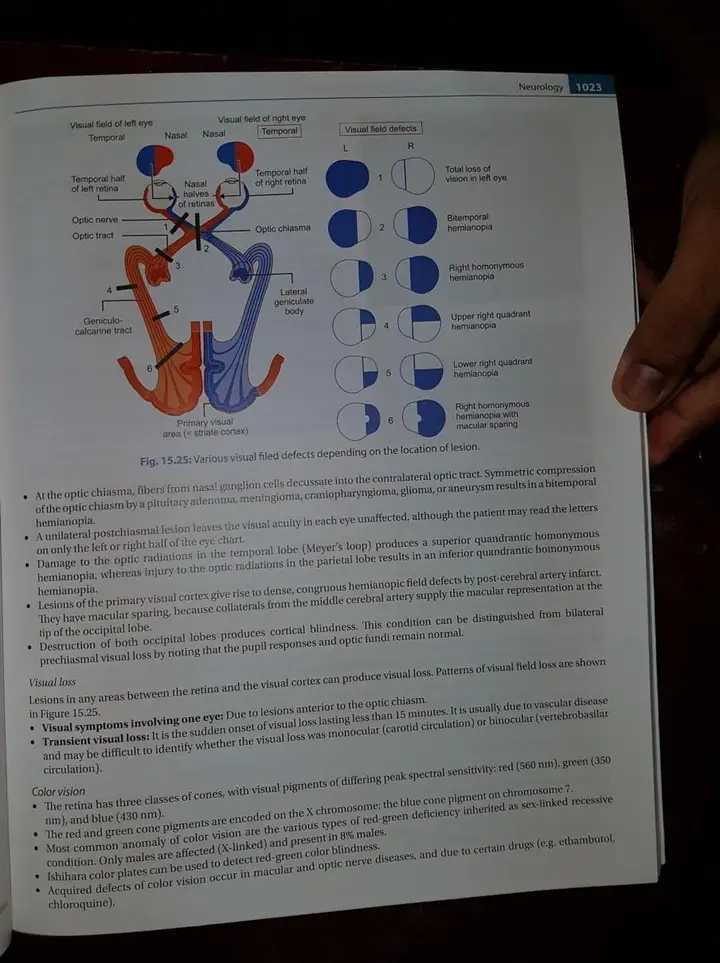 Neurology 1023
Visual field of left eye
Visual field of right eye
Temporal
Nasal
Nasal
Temporal
Visual field defects
L
R
Temporal half
of left retina
Nasal
halves
of retinas
Temporal half
of right retina
Optic nerve
Optic tract
Optic chiasma
1
2
3
4
5
6
Geniculo-
calcarine tract
Lateral
geniculate
body
Primary visual
area (= striate cortex)
1
Total loss of
vision in left eye
2
Bitemporal
hemianopia
3
Right homonymous
hemianopia
4
Upper right quadrant
hemianopia
5
Lower right quadrant
hemianopia
6
Right homonymous
hemianopia with
macular sparing
Fig. 15.25: Various visual filed defects depending on the location of lesion.
• At the optic chiasma, fibers from nasal ganglion cells decussate into the contralateral optic tract. Symmetric compression
of the optic chiasm by a pituitary adenoma, meningioma, craniopharyngioma, glioma, or aneurysm results in a bitemporal
hemianopia.
• A unilateral postchiasmal lesion leaves the visual acuity in each eye unaffected, although the patient may read the letters
on only the left or right half of the eye chart.
• Damage to the optic radiations in the temporal lobe (Meyer's loop) produces a superior quadrantic homonymous
hemianopia, whereas injury to the optic radiations in the parietal lobe results in an inferior quadrantic homonymous
hemianopia.
• Lesions of the primary visual cortex give rise to dense, congruous hemianopic field defects by post-cerebral artery infarct.
They have macular sparing, because collaterals from the middle cerebral artery supply the macular representation at the
tip of the occipital lobe.
• Destruction of both occipital lobes produces cortical blindness. This condition can be distinguished from bilateral
prechiasmal visual loss by noting that the pupil responses and optic fundi remain normal.
Visual loss
Lesions in any areas between the retina and the visual cortex can produce visual loss. Patterns of visual field loss are shown
in Figure 15.25.
• Visual symptoms involving one eye: Due to lesions anterior to the optic chiasm.
• Transient visual loss: It is the sudden onset of visual loss lasting less than 15 minutes. It is usually due to vascular disease
and may be difficult to identify whether the visual loss was monocular (carotid circulation) or binocular (vertebrobasilar
circulation).
Color vision
• The retina has three classes of cones, with visual pigments of differing peak spectral sensitivity: red (560 nm), green (350
nm), and blue (430 nm).
• The red and green cone pigments are encoded on the X chromosome; the blue cone pigment on chromosome 7.
• Most common anomaly of color vision are the various types of red-green deficiency inherited as sex-linked recessive
condition. Only males are affected (X-linked) and present in 8% males.
• Ishihara color plates can be used to detect red-green color blindness.
• Acquired defects of color vision occur in macular and optic nerve diseases, and due to certain drugs (e.g. ethambutol,
chloroquine).